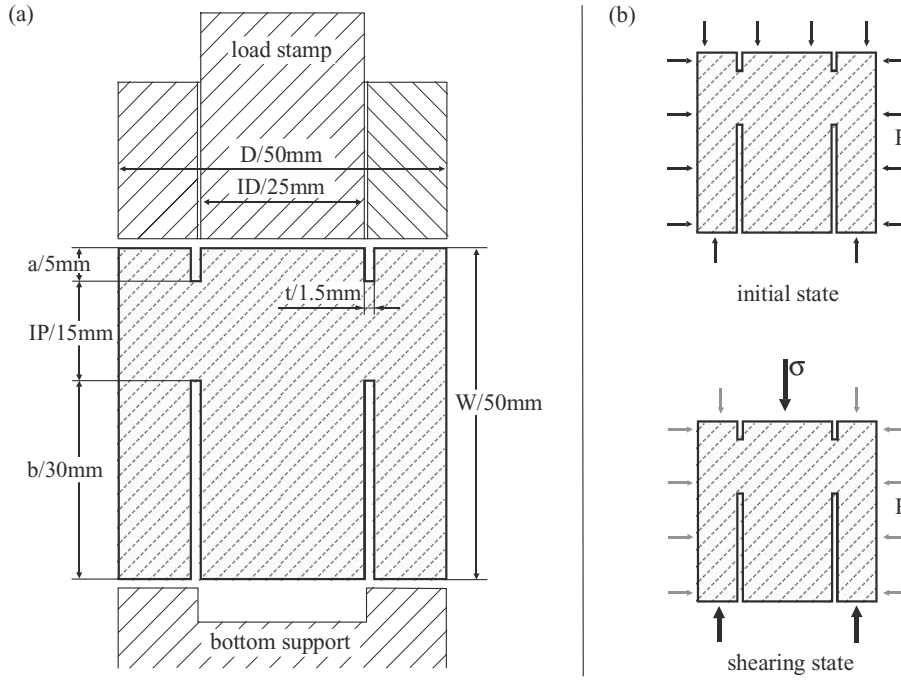 (a)
load stamp
D/50mm
ID/25mm
a/5mm
t/1.5mm
IP/15mm
W/50mm
b/30mm
bottom support
(b)
P
initial state
σ
P
shearing state